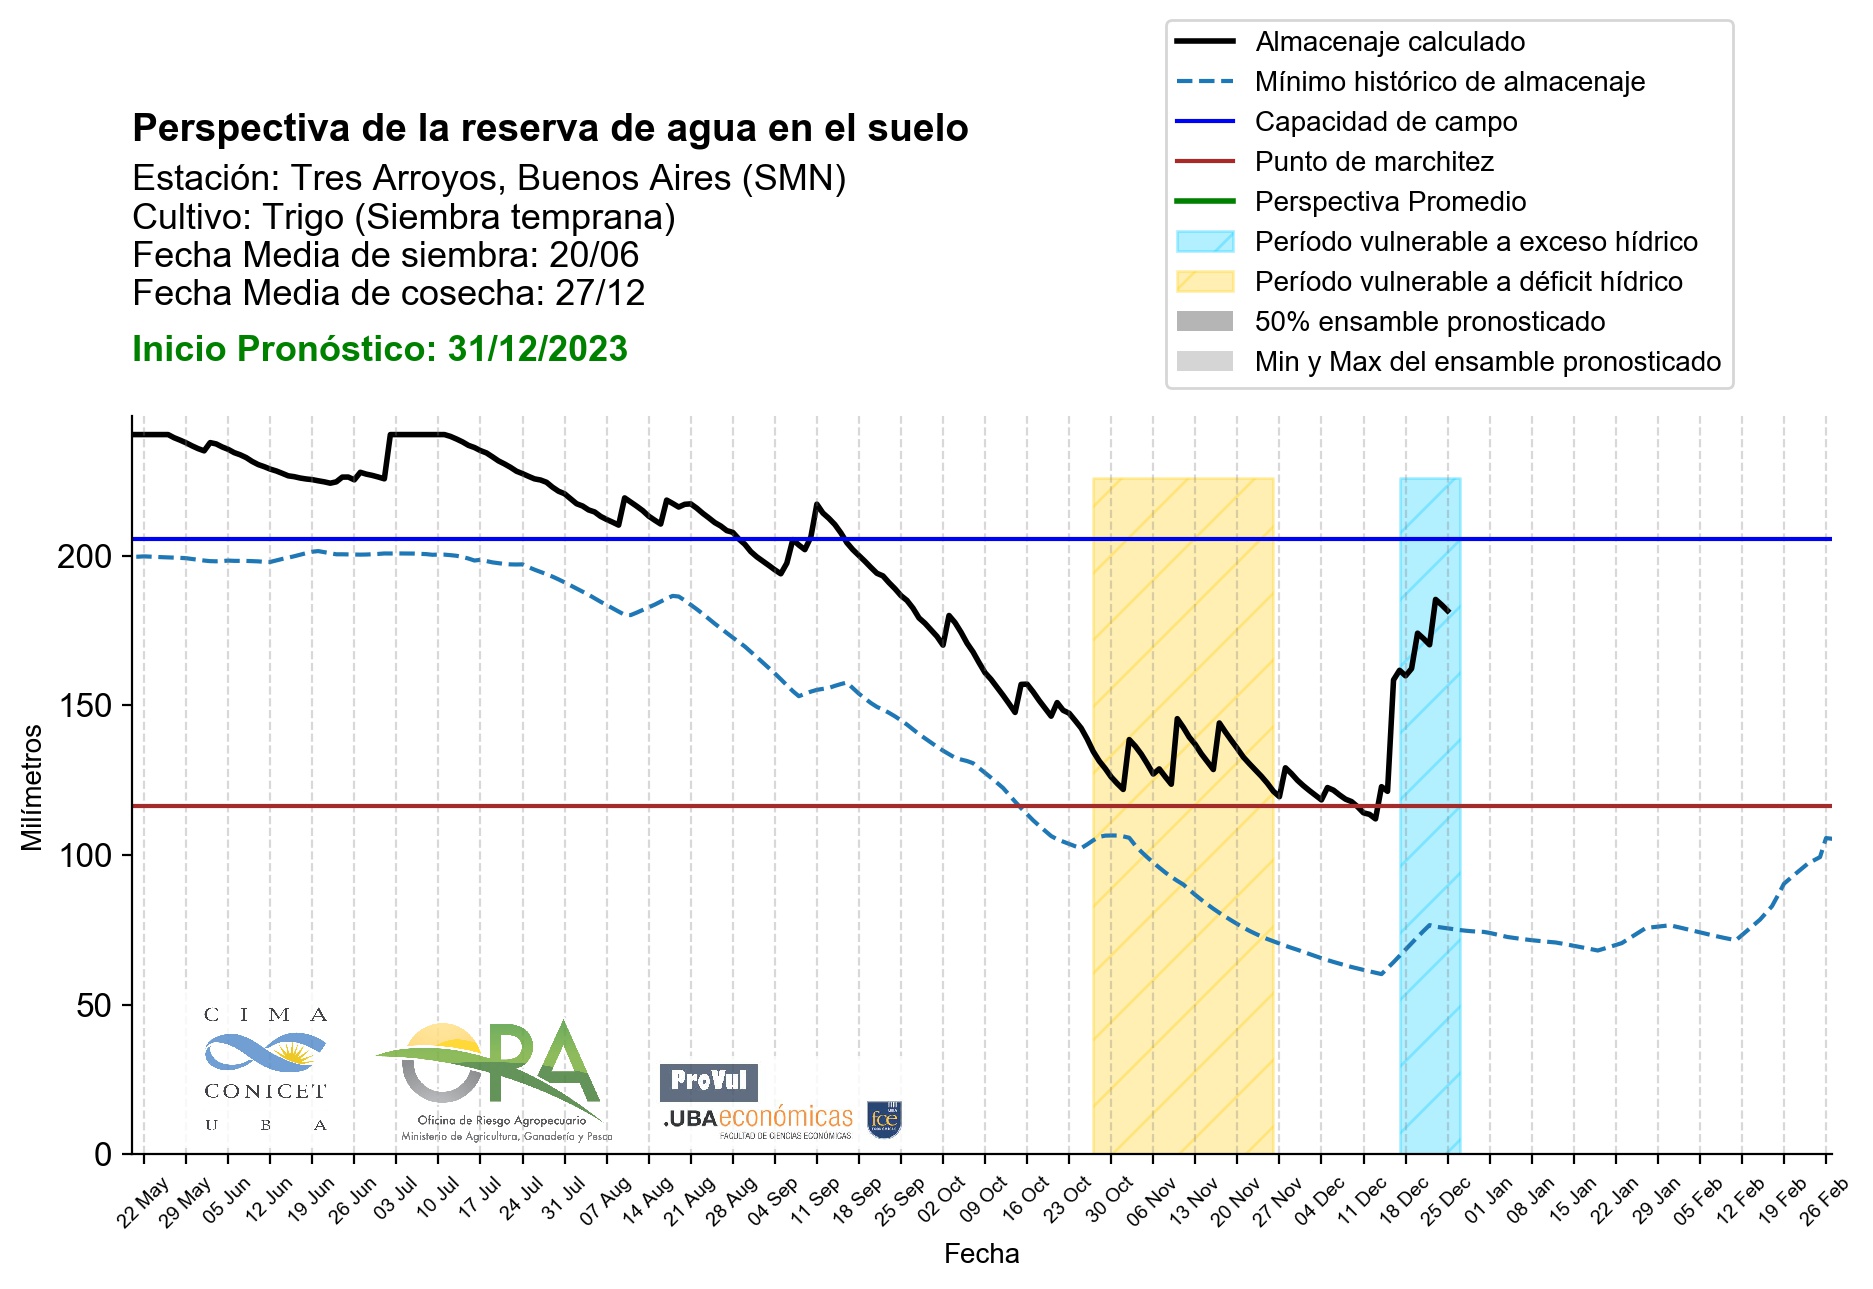 Almacenaje calculado
Mínimo histórico de almacenaje
Capacidad de campo
Punto de marchitez
Perspectiva Promedio
Período vulnerable a exceso hídrico
Período vulnerable a déficit hídrico
50% ensamble pronosticado
Min y Max del ensamble pronosticado
Perspectiva de la reserva de agua en el suelo
Estación: Tres Arroyos, Buenos Aires (SMN)
Cultivo: Trigo (Siembra temprana)
Fecha Media de siembra: 20/06
Fecha Media de cosecha: 27/12
Inicio Pronóstico: 31/12/2023
Milímetros
200
150
100
50
0
CIMA
CONICET
UBA
ORA
Oficina de Riesgo Agropecuario
Ministerio de Agricultura, Ganadería y Pesca
ProVul
.UBAeconómicas
FACULTAD DE CIENCIAS ECONÓMICAS
fce
22 May
29 May
05 Jun
12 Jun
19 Jun
26 Jun
03 Jul
10 Jul
17 Jul
24 Jul
31 Jul
07 Aug
14 Aug
21 Aug
28 Aug
04 Sep
11 Sep
18 Sep
25 Sep
02 Oct
09 Oct
16 Oct
23 Oct
30 Oct
06 Nov
13 Nov
20 Nov
27 Nov
04 Dec
11 Dec
18 Dec
25 Dec
01 Jan
08 Jan
15 Jan
22 Jan
29 Jan
05 Feb
12 Feb
19 Feb
26 Feb
Fecha